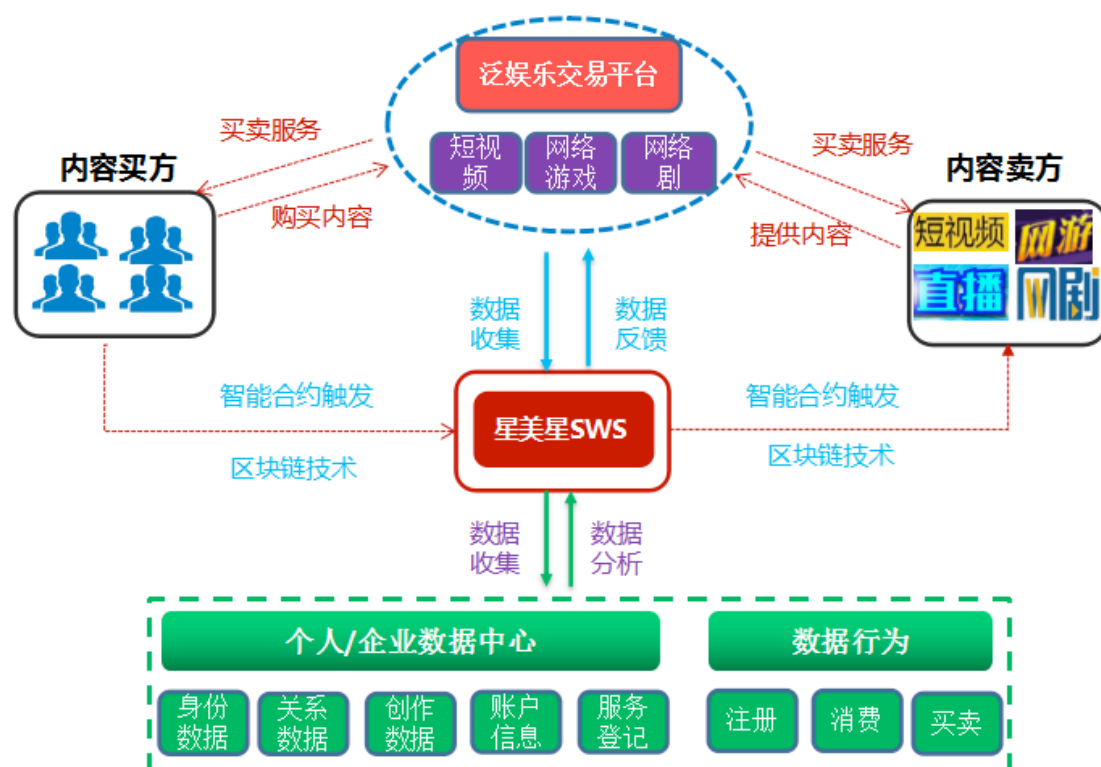 泛娱乐交易平台
短视
频
网络
游戏
网络
剧
买卖服务
购买内容
内容买方
买卖服务
提供内容
内容卖方
短视频
网游
直播
网剧
数据
收集
数据
反馈
智能合约触发
区块链技术
星美星SWS
智能合约触发
区块链技术
数据
收集
数据
分析
个人/企业数据中心
数据行为
身份
数据
关系
数据
创作
数据
账户
信息
服务
登记
注册
消费
买卖